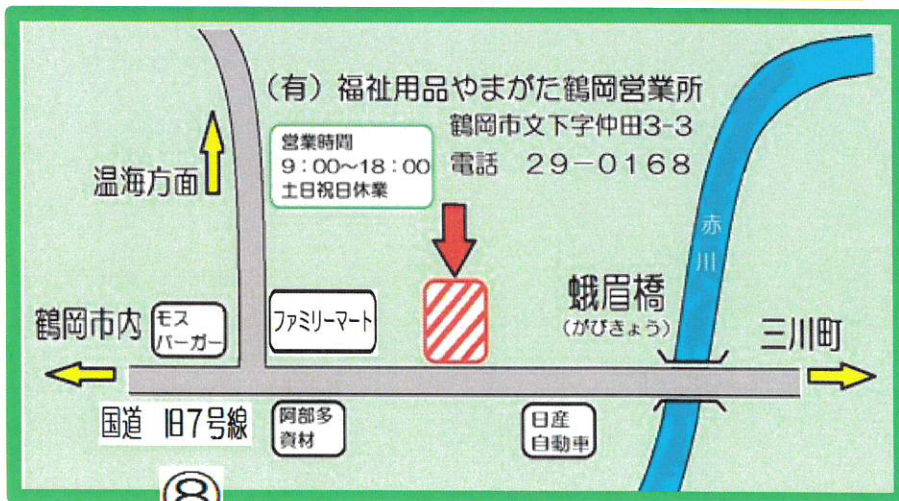 (有) 福祉用品やまがた鶴岡営業所
鶴岡市文下字仲田3-3
電話 29-0168
営業時間
9:00～18:00
土日祝日休業
温海方面
赤川
鶴岡市内
モス
バーガー
ファミリーマート
蛾眉橋
(がびきょう)
三川町
国道 旧7号線
阿部多
資材
日産
自動車
⑧